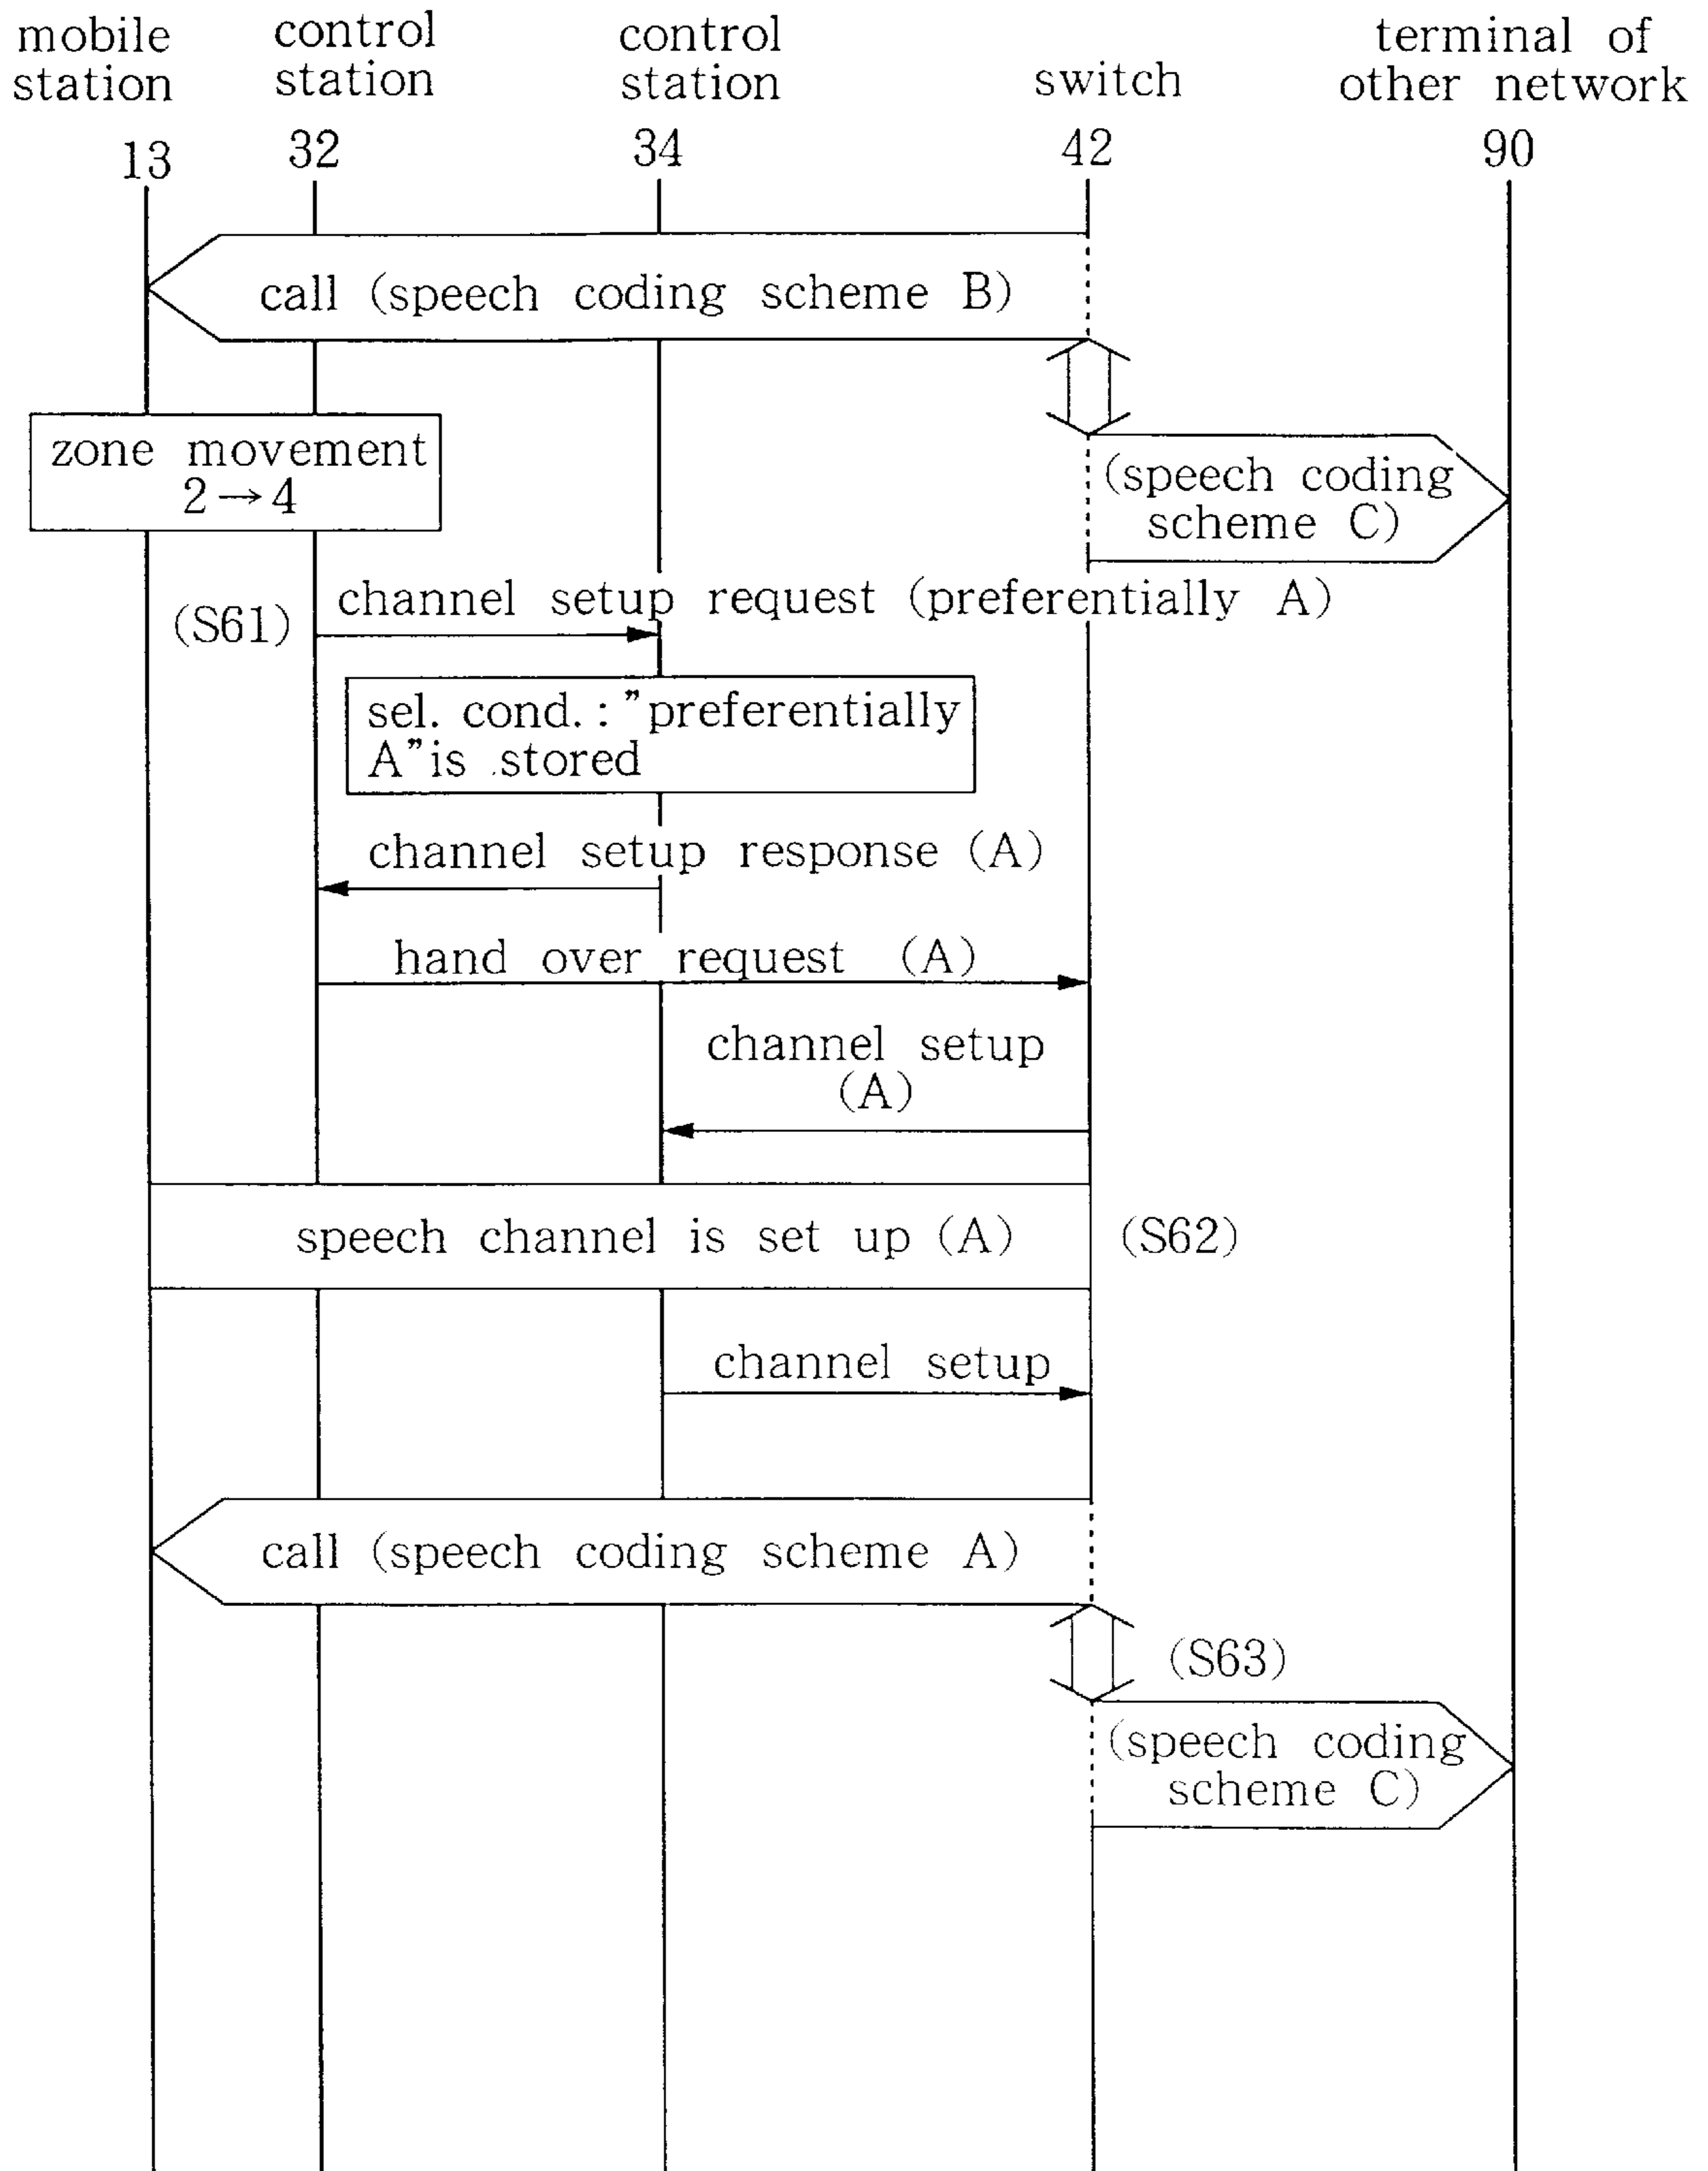 mobile
station
13
control
station
32
control
station
34
switch
42
terminal of
other network
90
call (speech coding scheme B)
zone movement
2→4
(speech coding
scheme C)
channel setup request (preferentially A)
(S61)
sel. cond. : "preferentially
A" is stored
channel setup response (A)
hand over request (A)
channel setup
(A)
speech channel is set up (A)
(S62)
channel setup
call (speech coding scheme A)
(S63)
(speech coding
scheme C)